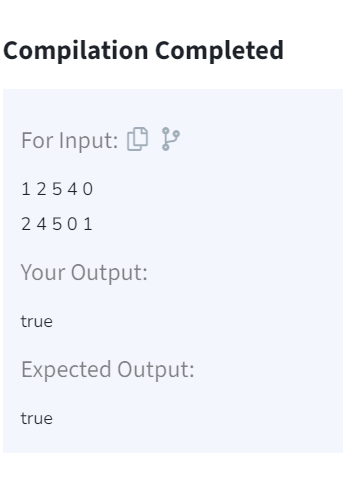 Compilation Completed
For Input:
1 2 5 4 0
2 4 5 0 1
Your Output:
true
Expected Output:
true